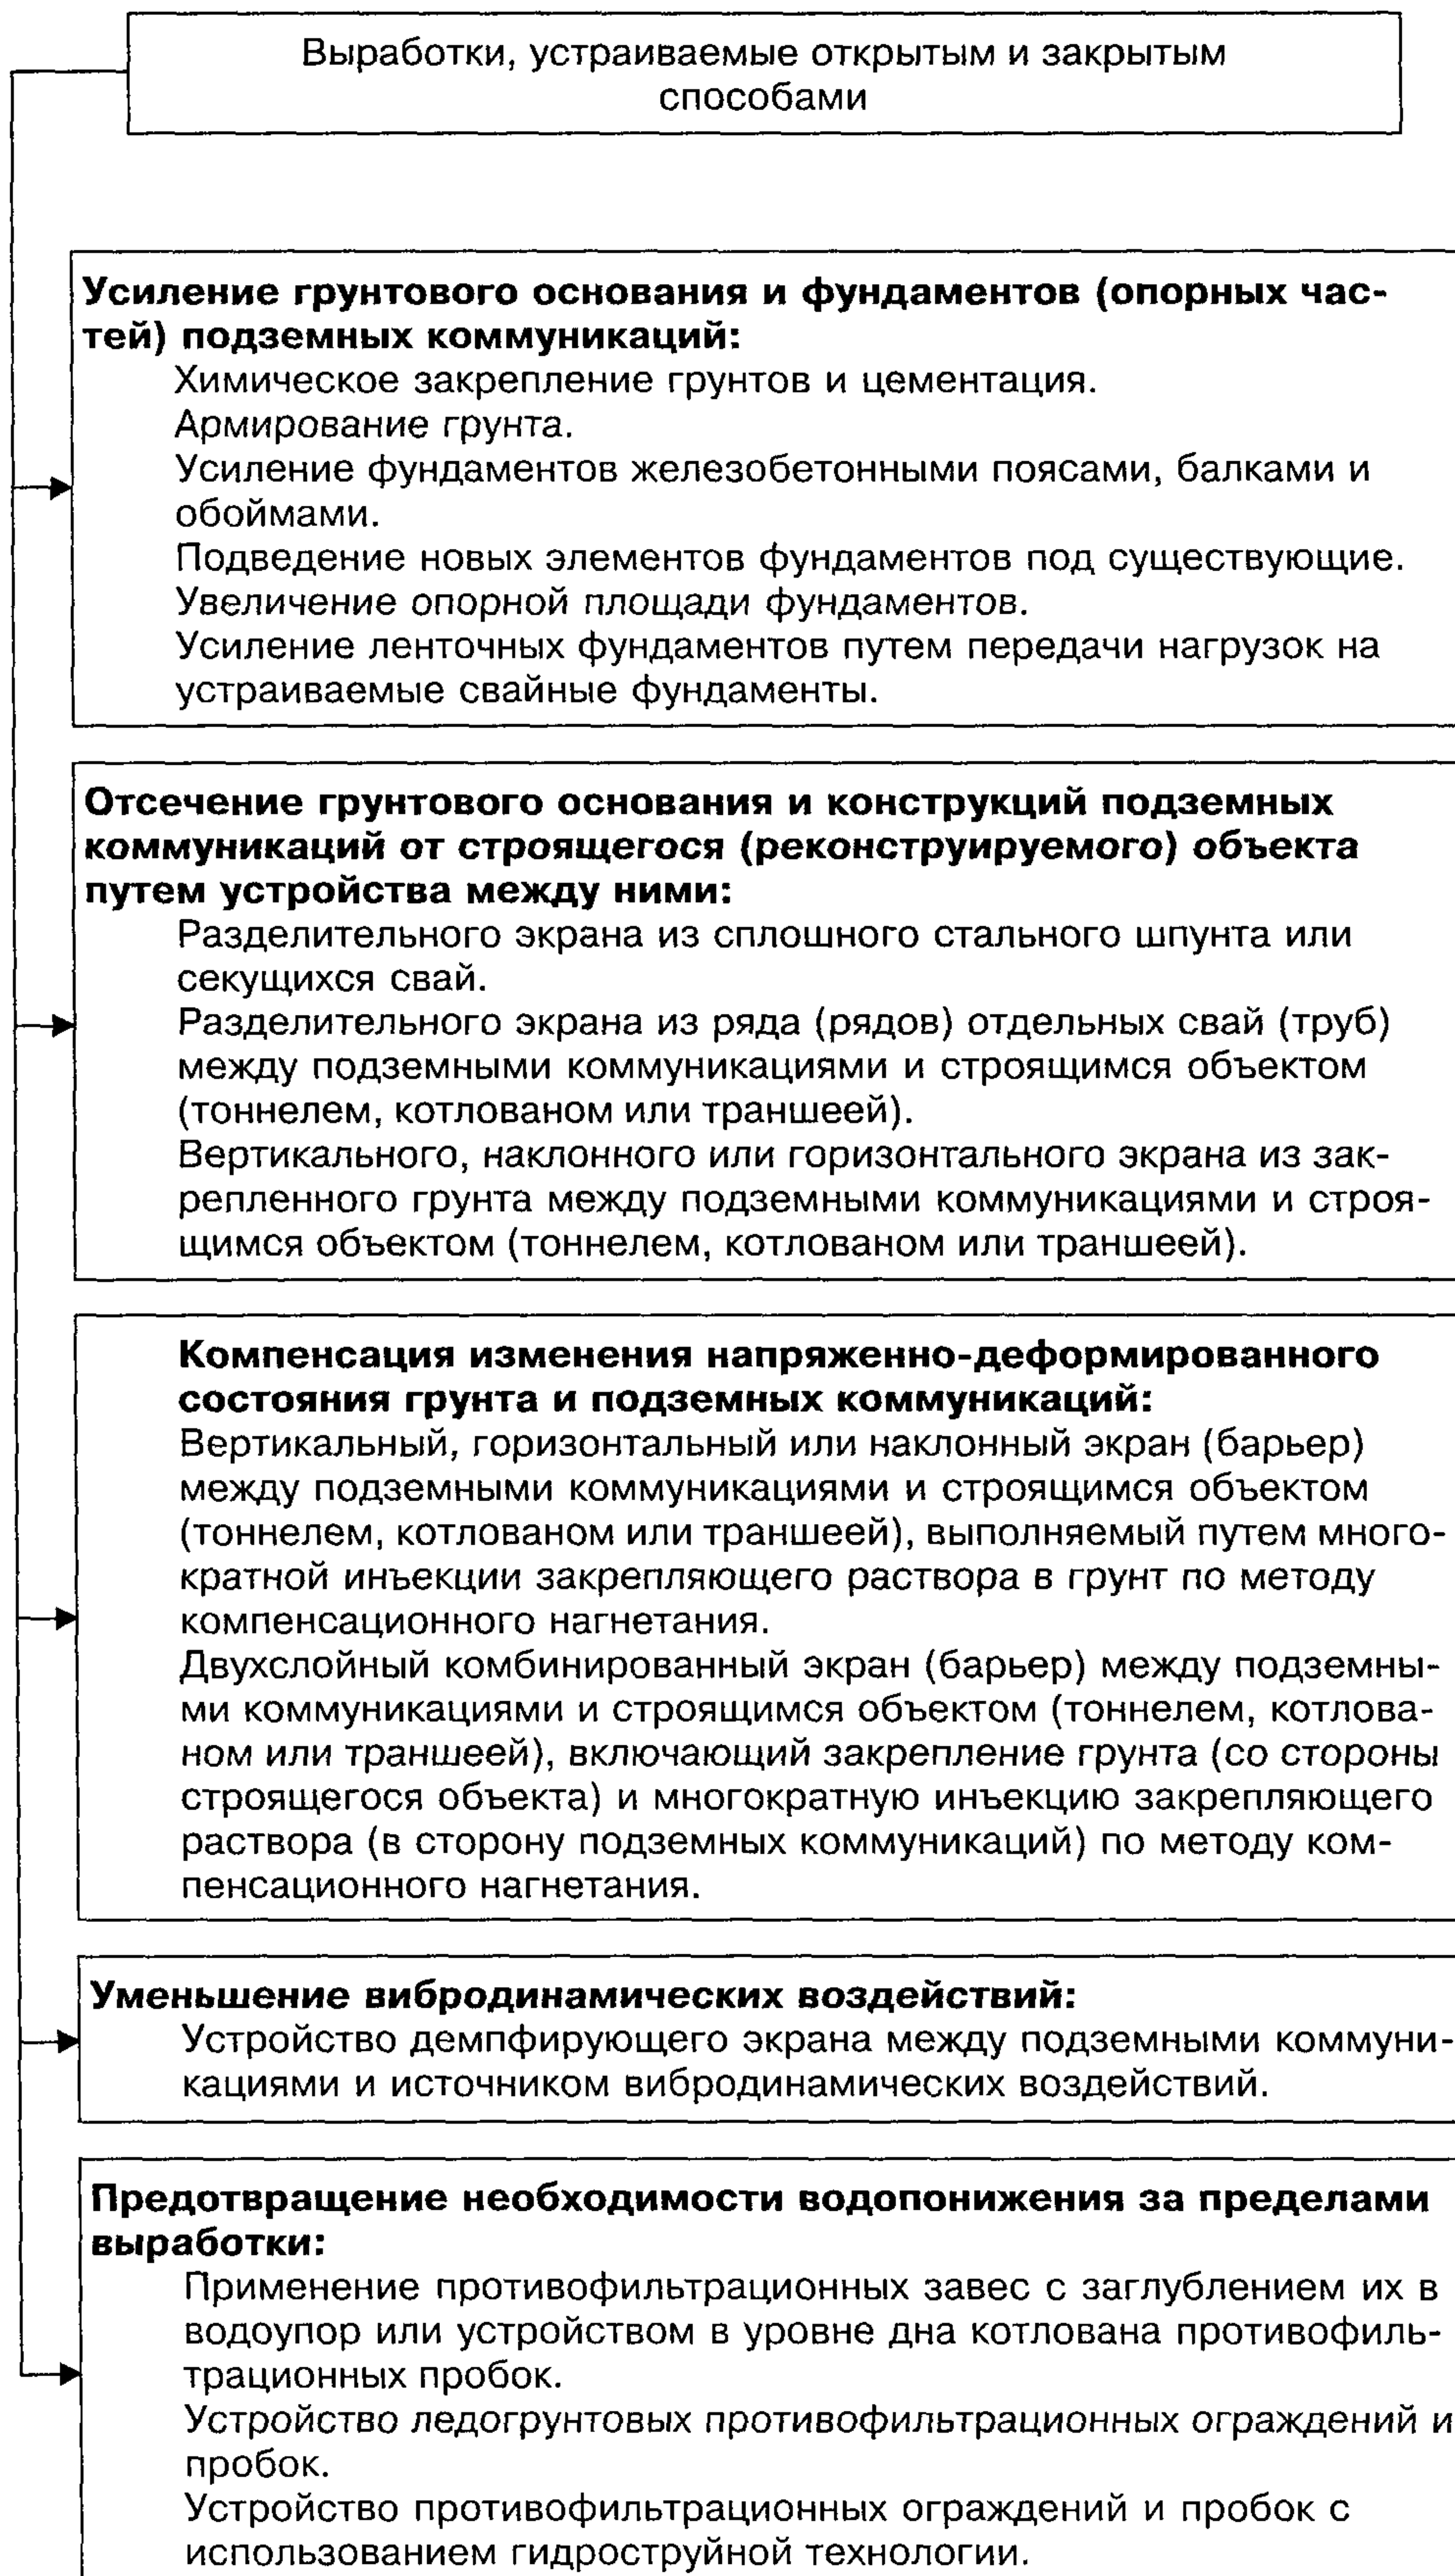 Выработки, устраиваемые открытым и закрытым
способами
Усиление грунтового основания и фундаментов (опорных час-
тей) подземных коммуникаций:
Химическое закрепление грунтов и цементация.
Армирование грунта.
Усиление фундаментов железобетонными поясами, балками и
обоймами.
Подведение новых элементов фундаментов под существующие.
Увеличение опорной площади фундаментов.
Усиление ленточных фундаментов путем передачи нагрузок на
устраиваемые свайные фундаменты.
Отсечение грунтового основания и конструкций подземных
коммуникаций от строящегося (реконструируемого) объекта
путем устройства между ними:
Разделительного экрана из сплошного стального шпунта или
секущихся свай.
Разделительного экрана из ряда (рядов) отдельных свай (труб)
между подземными коммуникациями и строящимся объектом
(тоннелем, котлованом или траншеей).
Вертикального, наклонного или горизонтального экрана из зак-
репленного грунта между подземными коммуникациями и строя-
щимся объектом (тоннелем, котлованом или траншеей).
Компенсация изменения напряженно-деформированного
состояния грунта и подземных коммуникаций:
Вертикальный, горизонтальный или наклонный экран (барьер)
между подземными коммуникациями и строящимся объектом
(тоннелем, котлованом или траншеей), выполняемый путем много-
кратной инъекции закрепляющего раствора в грунт по методу
компенсационного нагнетания.
Двухслойный комбинированный экран (барьер) между подземны-
ми коммуникациями и строящимся объектом (тоннелем, котлова-
ном или траншеей), включающий закрепление грунта (со стороны
строящегося объекта) и многократную инъекцию закрепляющего
раствора (в сторону подземных коммуникаций) по методу ком-
пенсационного нагнетания.
Уменьшение вибродинамических воздействий:
Устройство демпфирующего экрана между подземными коммуни-
кациями и источником вибродинамических воздействий.
Предотвращение необходимости водопонижения за пределами
выработки:
Применение противофильтрационных завес с заглублением их в
водоупор или устройством в уровне дна котлована противофиль-
трационных пробок.
Устройство ледогрунтовых противофильтрационных ограждений и
пробок.
Устройство противофильтрационных ограждений и пробок с
использованием гидроструйной технологии.